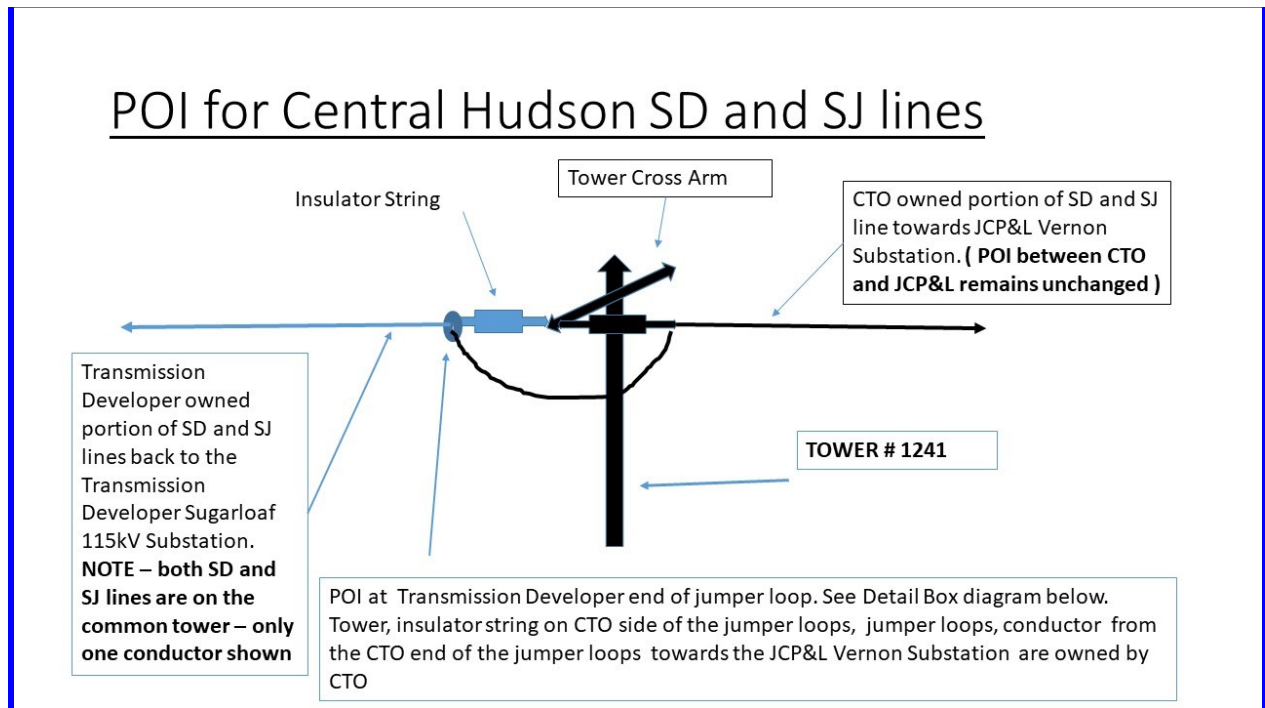 POI for Central Hudson SD and SJ lines
Tower Cross Arm
Insulator String
CTO owned portion of SD and SJ
line towards JCP&L Vernon
Substation. ( POI between CTO
and JCP&L remains unchanged )
Transmission
Developer owned
portion of SD and SJ
lines back to the
Transmission
Developer Sugarloaf
115kV Substation.
NOTE – both SD and
SJ lines are on the
common tower – only
one conductor shown
TOWER # 1241
POI at Transmission Developer end of jumper loop. See Detail Box diagram below.
Tower, insulator string on CTO side of the jumper loops, jumper loops, conductor from
the CTO end of the jumper loops towards the JCP&L Vernon Substation are owned by
CTO